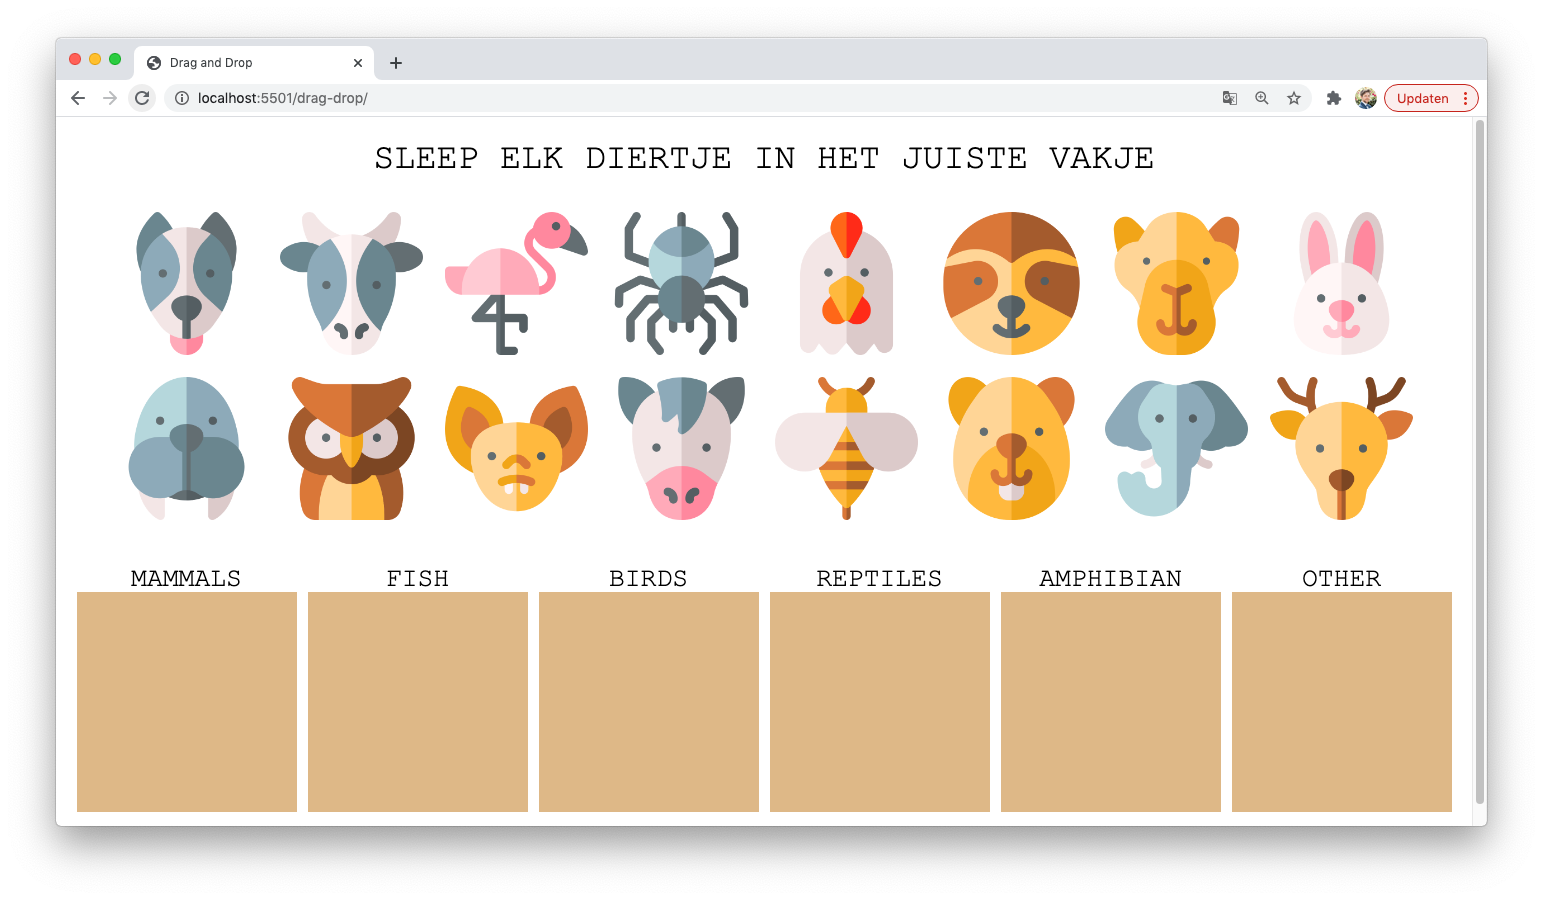 Drag and Drop
localhost:5501/drag-drop/
Updaten
SLEEP ELK DIERTJE IN HET JUISTE VAKJE
MAMMALS FISH BIRDS REPTILES AMPHIBIAN OTHER